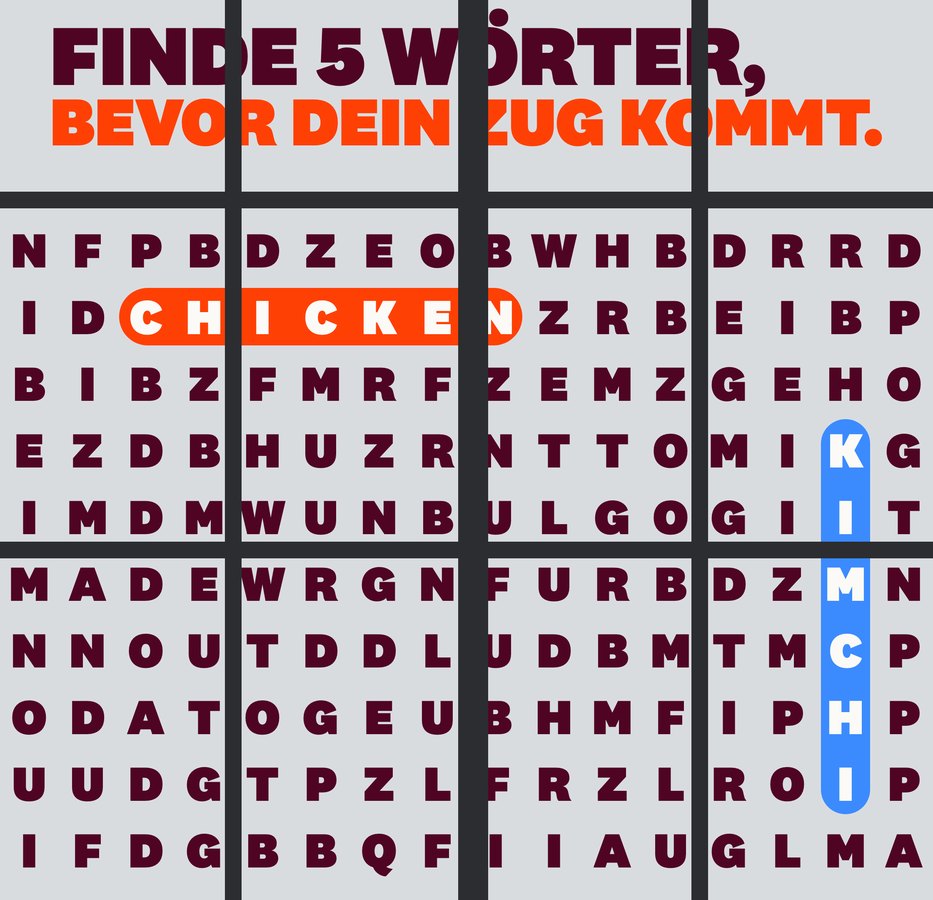 FINDE 5 WÖRTER,
BEVOR DEIN ZUG KOMMT.
N F P B D Z E O B W H B D R R D
I D C H I C K E N Z R B E I B P
B I B Z F M R F Z E M Z G E H O
E Z D B H U Z R N T T O M I K G
I M D M W U N B U L G O G I I T
M A D E W R G N F U R B D Z M N
N N O U T D D L U D B M T M C P
O D A T O G E U B H M F I P H P
U U D G T P Z L F R Z L R O I P
I F D G B B Q F I I A U G L M A